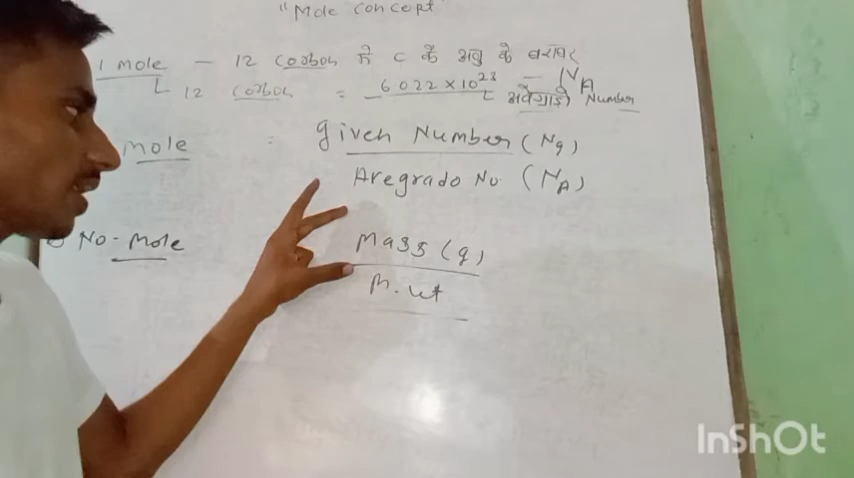 "Mole concept"
1 mole – 12 Carbon में C के अणु के बराबर
12 Carbon = 6.022×10²³ – NA
अवेगाद्रो Number
mole = given Number (Ng)
Avegrado No. (NA)
No-mole mass (g)
M.wt
InShOt